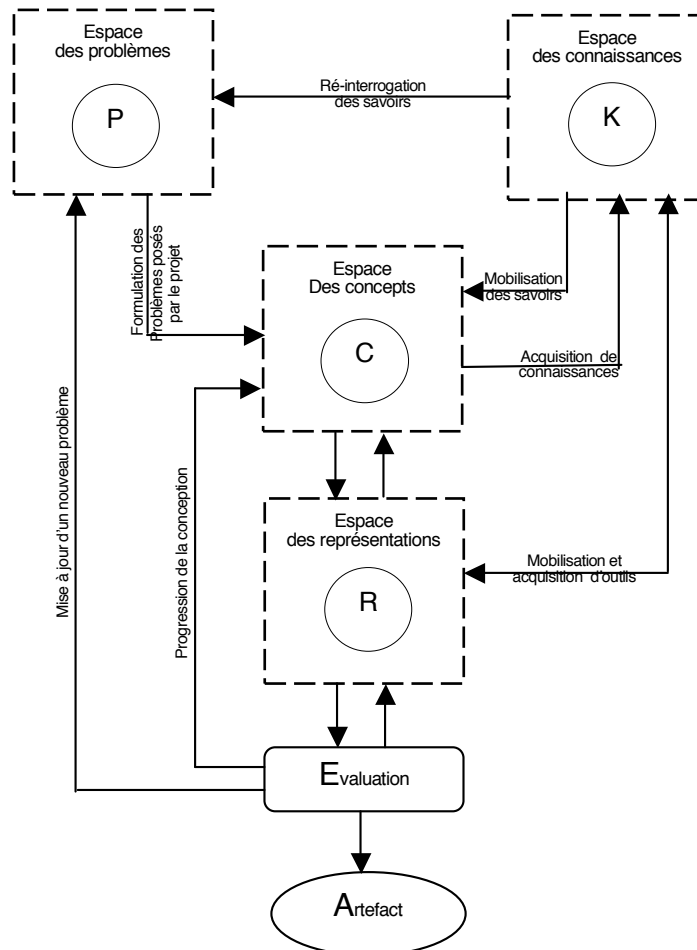 Espace
des problèmes
P
Espace
des connaissances
K
Ré-interrogation
des savoirs
Formulation des
Problèmes posés
par le projet
Espace
Des concepts
C
Mobilisation
des savoirs
Acquisition de
connaissances
Mise à jour d'un nouveau problème
Progression de la conception
Espace
des représentations
R
Mobilisation et
acquisition d'outils
Evaluation
Artefact